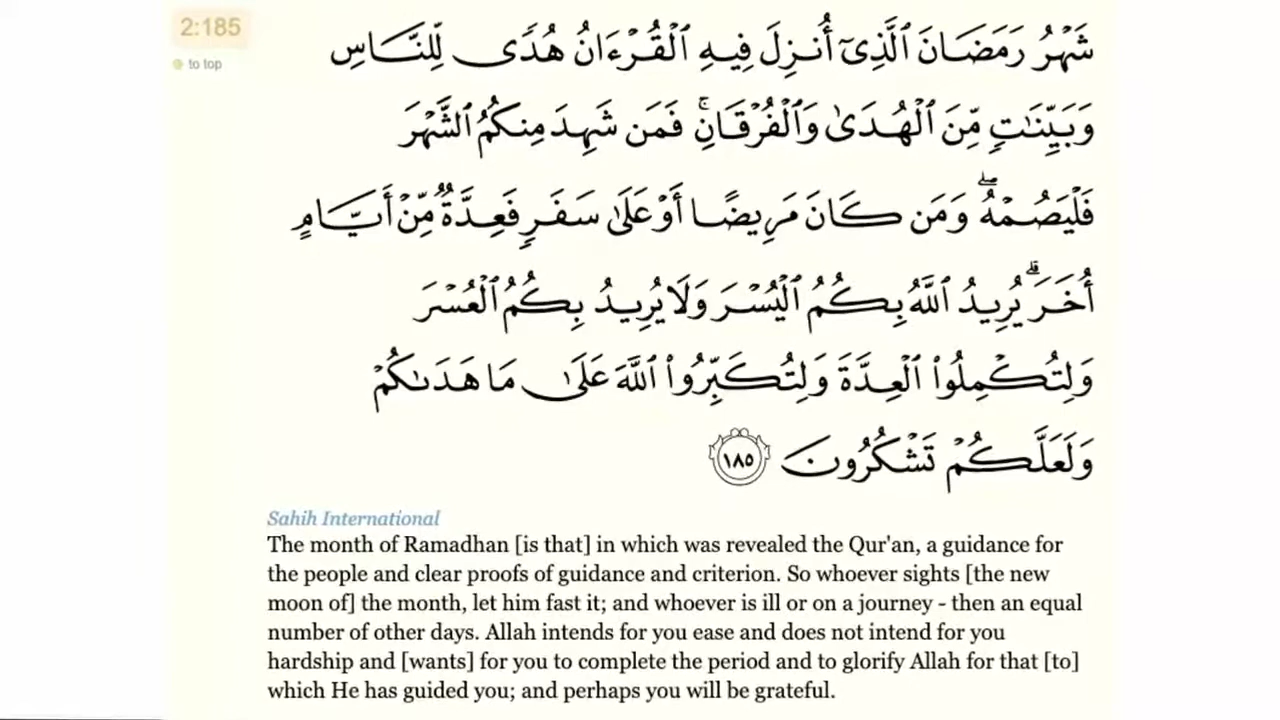 2:185
to top
شَهْرُ رَمَضَانَ ٱلَّذِىٓ أُنزِلَ فِيهِ ٱلْقُرْءَانُ هُدًى لِّلنَّاسِ
وَبَيِّنَٰتٍ مِّنَ ٱلْهُدَىٰ وَٱلْفُرْقَانِ ۚ فَمَن شَهِدَ مِنكُمُ ٱلشَّهْرَ
فَلْيَصُمْهُ ۖ وَمَن كَانَ مَرِيضًا أَوْ عَلَىٰ سَفَرٍ فَعِدَّةٌ مِّنْ أَيَّامٍ
أُخَرَ ۗ يُرِيدُ ٱللَّهُ بِكُمُ ٱلْيُسْرَ وَلَا يُرِيدُ بِكُمُ ٱلْعُسْرَ
وَلِتُكْمِلُوا۟ ٱلْعِدَّةَ وَلِتُكَبِّرُوا۟ ٱللَّهَ عَلَىٰ مَا هَدَىٰكُمْ
وَلَعَلَّكُمْ تَشْكُرُونَ ١٨٥
Sahih International
The month of Ramadhan [is that] in which was revealed the Qur'an, a guidance for
the people and clear proofs of guidance and criterion. So whoever sights [the new
moon of] the month, let him fast it; and whoever is ill or on a journey - then an equal
number of other days. Allah intends for you ease and does not intend for you
hardship and [wants] for you to complete the period and to glorify Allah for that [to]
which He has guided you; and perhaps you will be grateful.